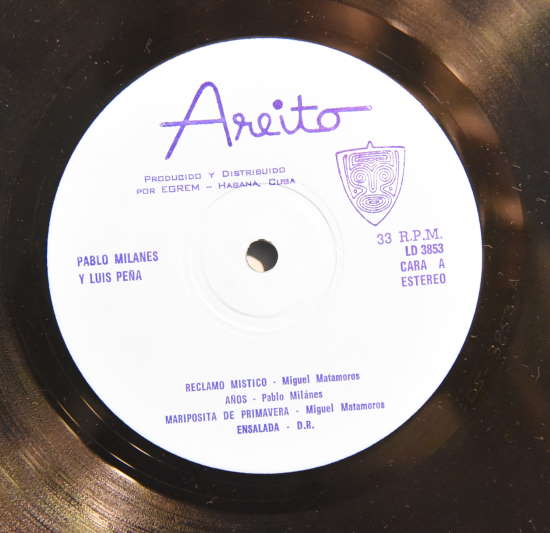 Areito
PRODUCIDO Y DISTRIBUIDO
POR EGREM - HABANA, CUBA
33 R.P.M.
PABLO MILANES
Y LUIS PEÑA
LD 3853
CARA A
ESTEREO
RECLAMO MISTICO - Miguel Matamoros
AÑOS - Pablo Milánes
MARIPOSITA DE PRIMAVERA - Miguel Matamoros
ENSALADA - D.R.